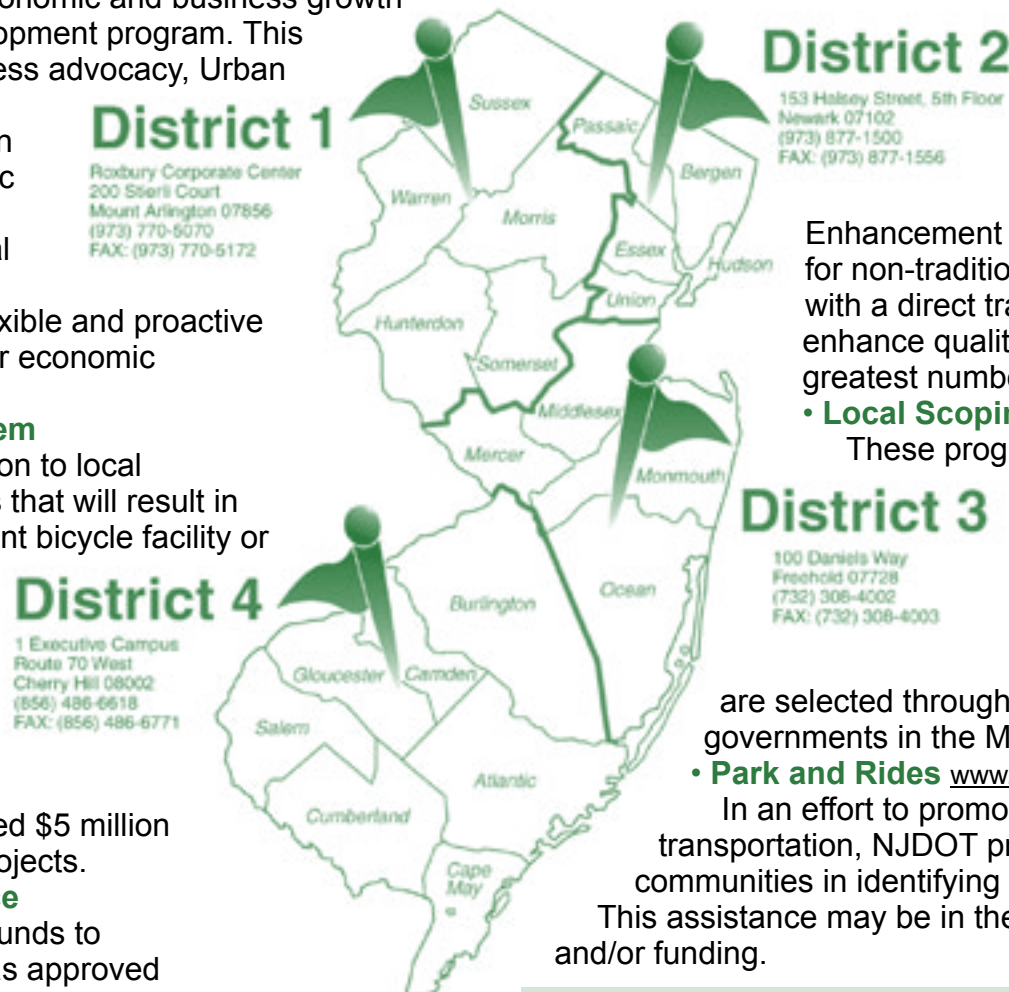 onomic and business growth
opment program. This
ess advocacy, Urban
n
c
al
xible and proactive
r economic
em
on to local
s that will result in
nt bicycle facility or
ed $5 million
ojects.
e
unds to
s approved
District 1
Roxbury Corporate Center
200 Stierli Court
Mount Arlington 07856
(973) 770-5070
FAX: (973) 770-5172
District 2
153 Halsey Street, 5th Floor
Newark 07102
(973) 877-1500
FAX: (973) 877-1556
District 3
100 Daniels Way
Freehold 07728
(732) 308-4002
FAX: (732) 308-4003
District 4
1 Executive Campus
Route 70 West
Cherry Hill 08002
(856) 486-6618
FAX: (856) 486-6771
Sussex
Passaic
Bergen
Warren
Morris
Essex
Hudson
Union
Hunterdon
Somerset
Middlesex
Mercer
Monmouth
Ocean
Burlington
Gloucester
Camden
Salem
Atlantic
Cumberland
Cape
May
Enhancement
for non-traditio
with a direct tra
enhance qualit
greatest numbe
• Local Scopin
These prog
are selected through
governments in the M
• Park and Rides www.
In an effort to promo
transportation, NJDOT pr
communities in identifying
This assistance may be in the
and/or funding.